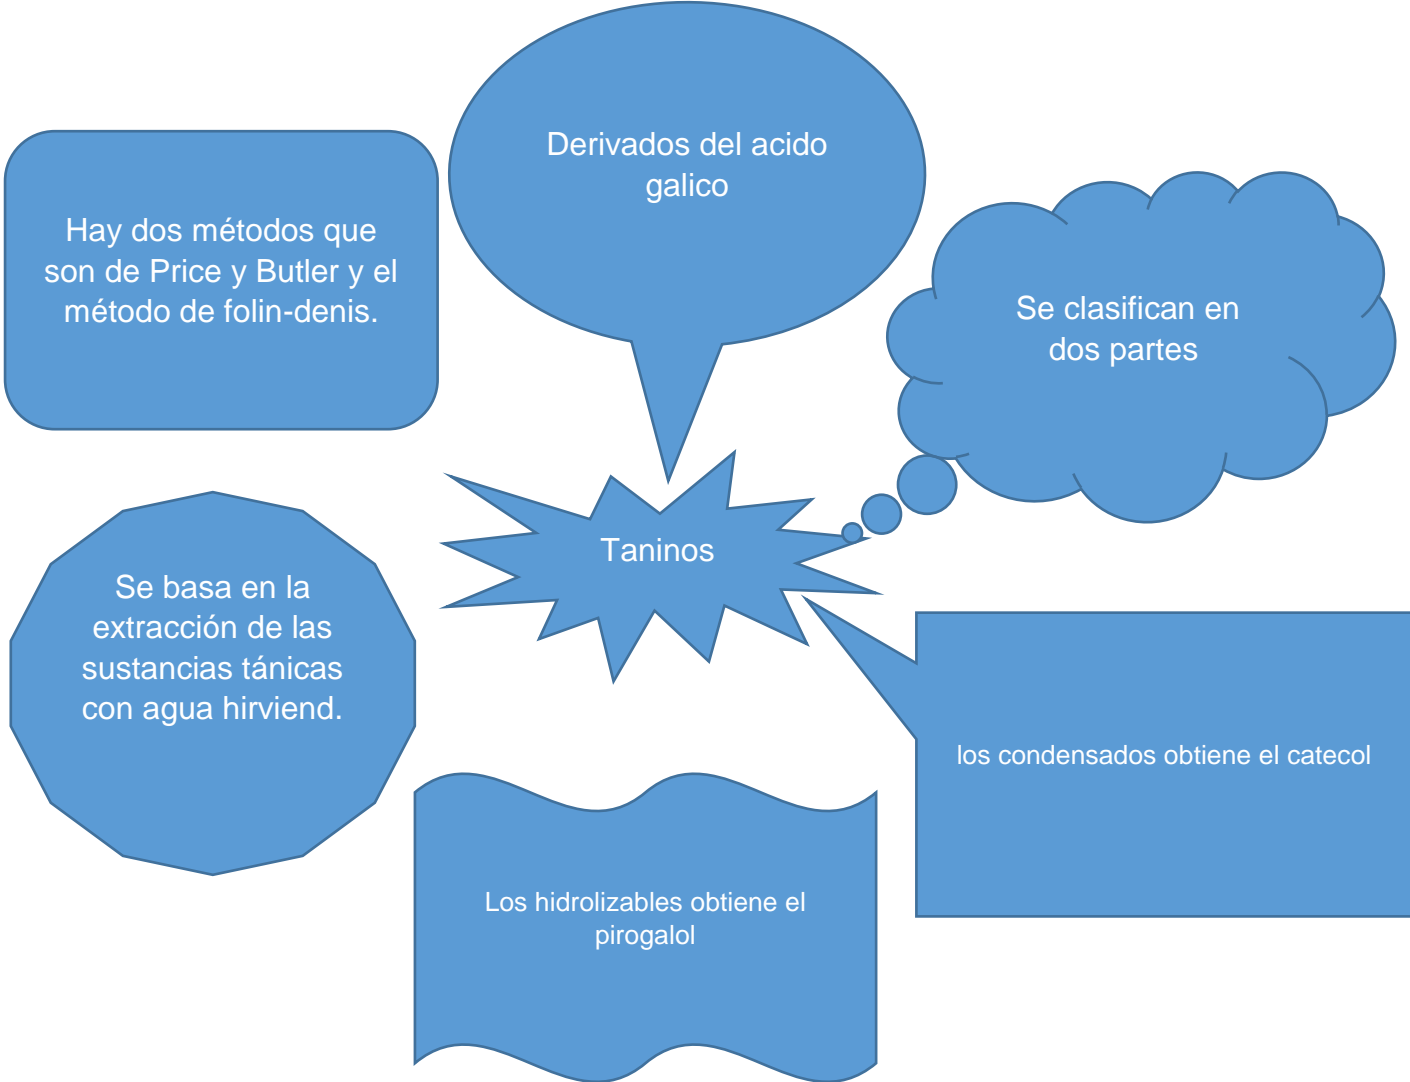 Derivados del acido
galico
Hay dos métodos que
son de Price y Butler y el
método de folin-denis.
Se clasifican en
dos partes
Taninos
Se basa en la
extracción de las
sustancias tánicas
con agua hirviend.
los condensados obtiene el catecol
Los hidrolizables obtiene el
pirogalol